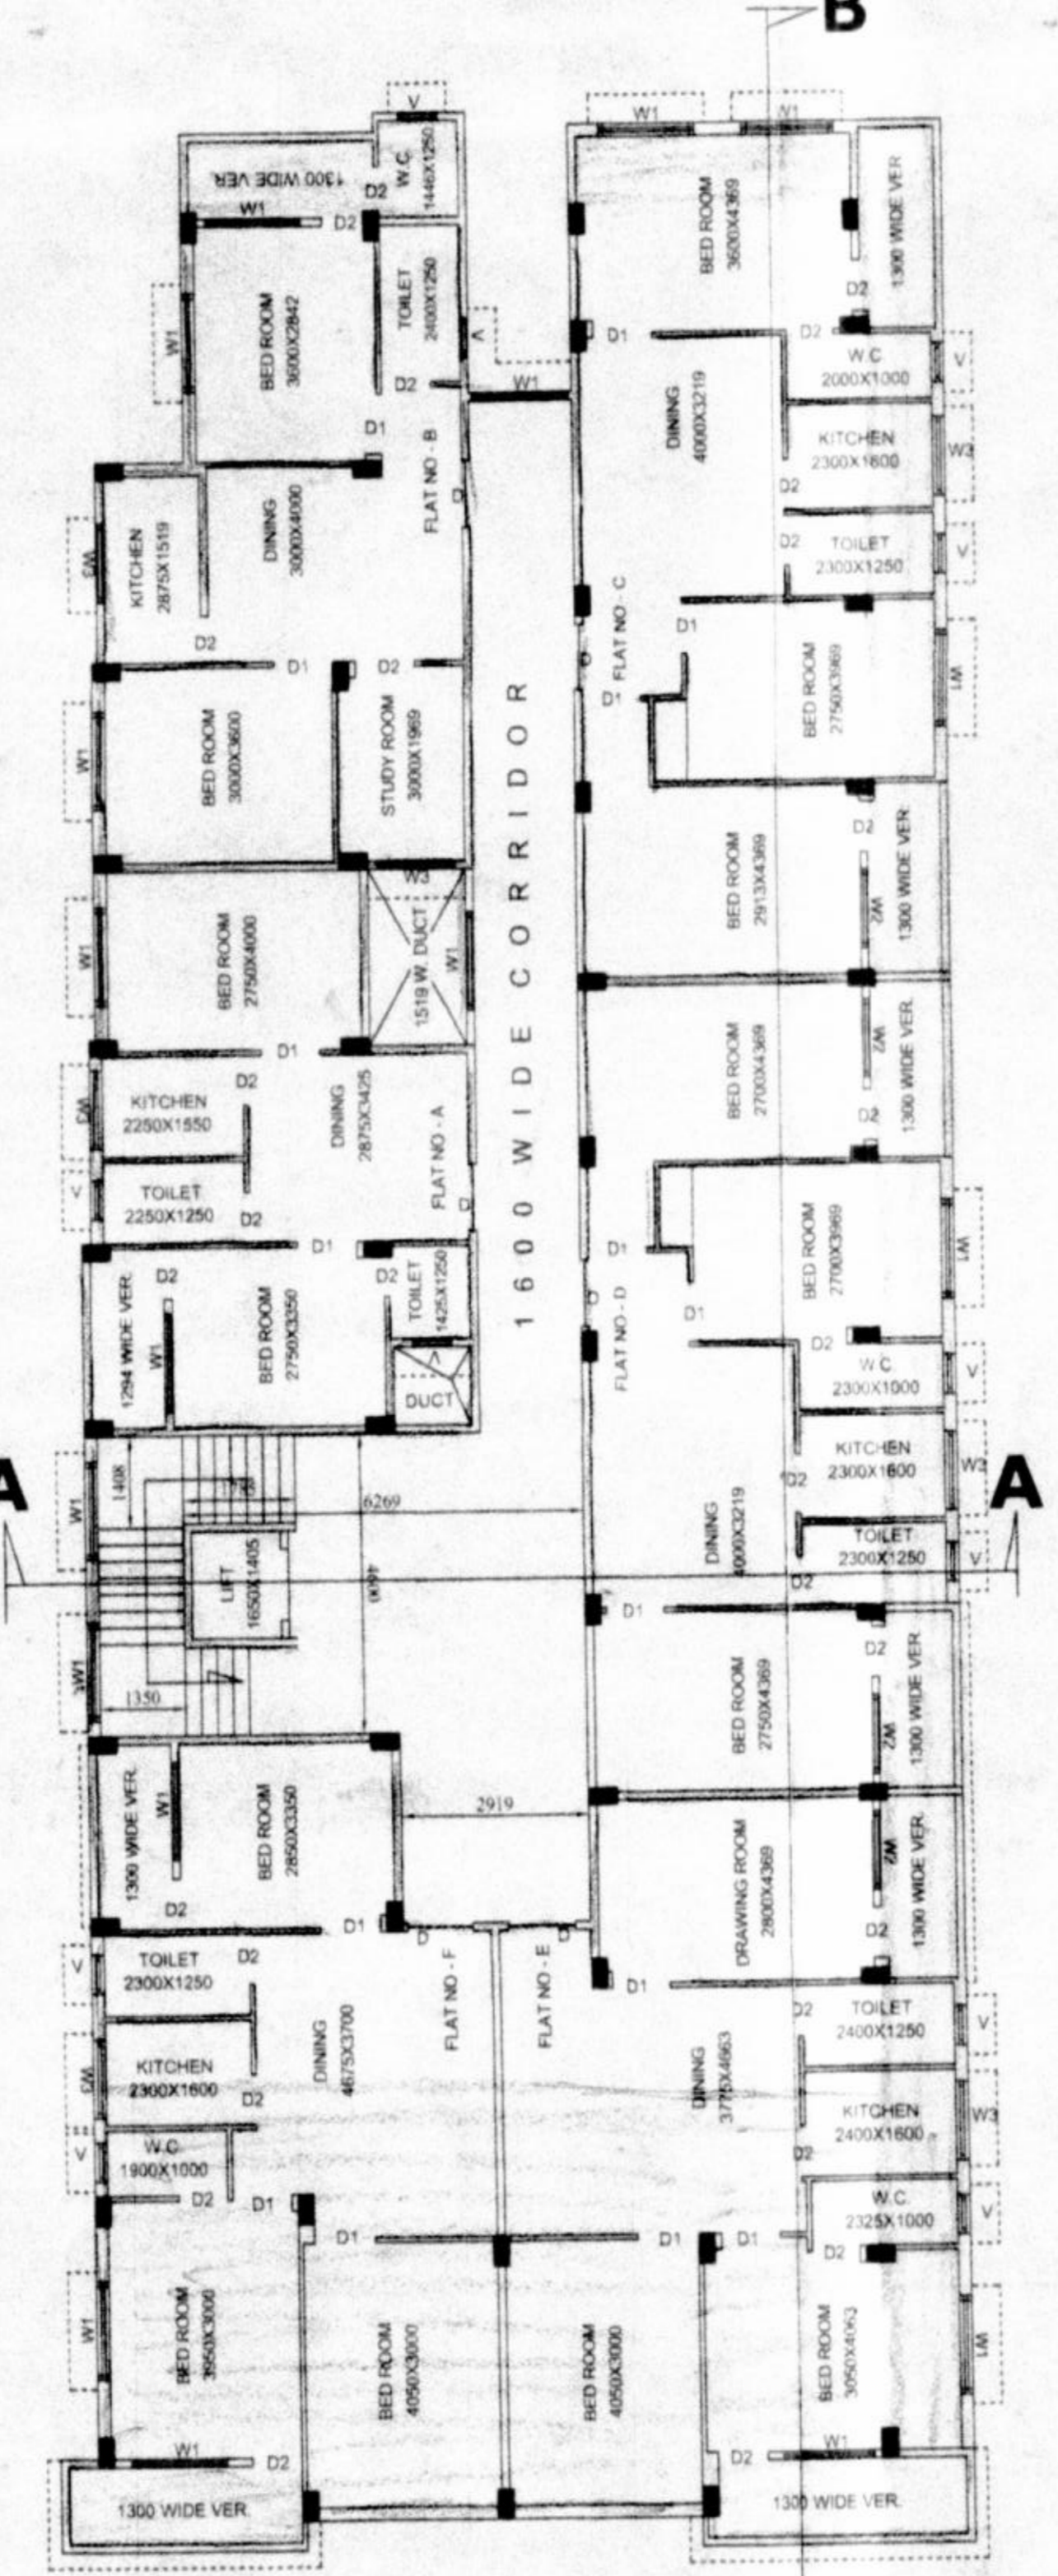 B
V
W1
W1
1300 WIDE VER.
W.C.
1446X1250
D2
W1
D2
BED ROOM
3600X4369
1300 WIDE VER
D2
W1
BED ROOM
3600X2842
TOILET
2400X1250
V
D2
W1
D1
FLAT NO - B
D
D1
D2
W.C.
2000X1000
V
DINING
4000X3219
KITCHEN
2300X1600
W3
D2
D2
TOILET
2300X1250
V
W3
KITCHEN
2875X1519
DINING
3000X4000
D2
D1
D2
FLAT NO - C
D
D1
D1
BED ROOM
2750X3969
W1
W1
BED ROOM
3000X3600
STUDY ROOM
3000X1969
W3
1600 WIDE CORRIDOR
BED ROOM
2913X4369
D2
W2
1300 WIDE VER.
W1
BED ROOM
2750X4000
1519 W. DUCT
W1
D1
BED ROOM
2700X4369
W2
D2
1300 WIDE VER.
W3
KITCHEN
2250X1550
D2
DINING
2875X3425
FLAT NO - A
D
V
TOILET
2250X1250
D2
D1
D1
D1
BED ROOM
2700X3969
W1
FLAT NO - D
D
1294 WIDE VER.
D2
W1
BED ROOM
2750X3350
D2
TOILET
1425X1250
V
DUCT
D2
W.C.
2300X1000
V
KITCHEN
2300X1600
W3
D2
A
A
W1
1408
6269
4600
LIFT
1650X1405
DINING
4000X3219
TOILET
2300X1250
V
D2
D1
W1
1350
BED ROOM
2750X4369
D2
W2
1300 WIDE VER.
1300 WIDE VER.
W1
D2
BED ROOM
2850X3350
2919
DRAWING ROOM
2800X4369
W2
D2
1300 WIDE VER.
D1
D
D
V
TOILET
2300X1250
D2
DINING
4675X3700
FLAT NO - F
FLAT NO - E
D1
D2
TOILET
2400X1250
V
W3
KITCHEN
2300X1600
D2
DINING
3775X4663
KITCHEN
2400X1600
W3
D2
V
W.C.
1900X1000
D2
D1
D1
D1
D1
W.C.
2325X1000
V
D2
W1
BED ROOM
3950X3000
BED ROOM
4050X3000
BED ROOM
4050X3000
BED ROOM
3050X4063
W1
W1
D2
D2
W1
1300 WIDE VER.
1300 WIDE VER.